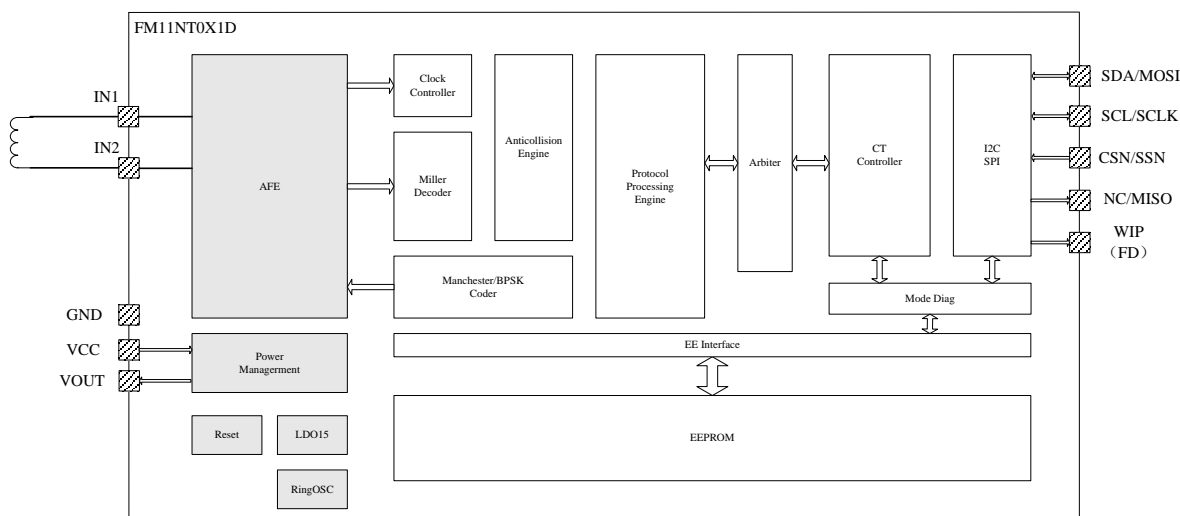 FM11NT0X1D
IN1
IN2
GND
VCC
VOUT
AFE
Clock
Controller
Miller
Decoder
Anticollision
Engine
Manchester/BPSK
Coder
Protocol
Processing
Engine
Arbiter
CT
Controller
I2C
SPI
Mode Diag
SDA/MOSI
SCL/SCLK
CSN/SSN
NC/MISO
WIP
（FD）
Power
Managerment
EE Interface
Reset
LDO15
RingOSC
EEPROM